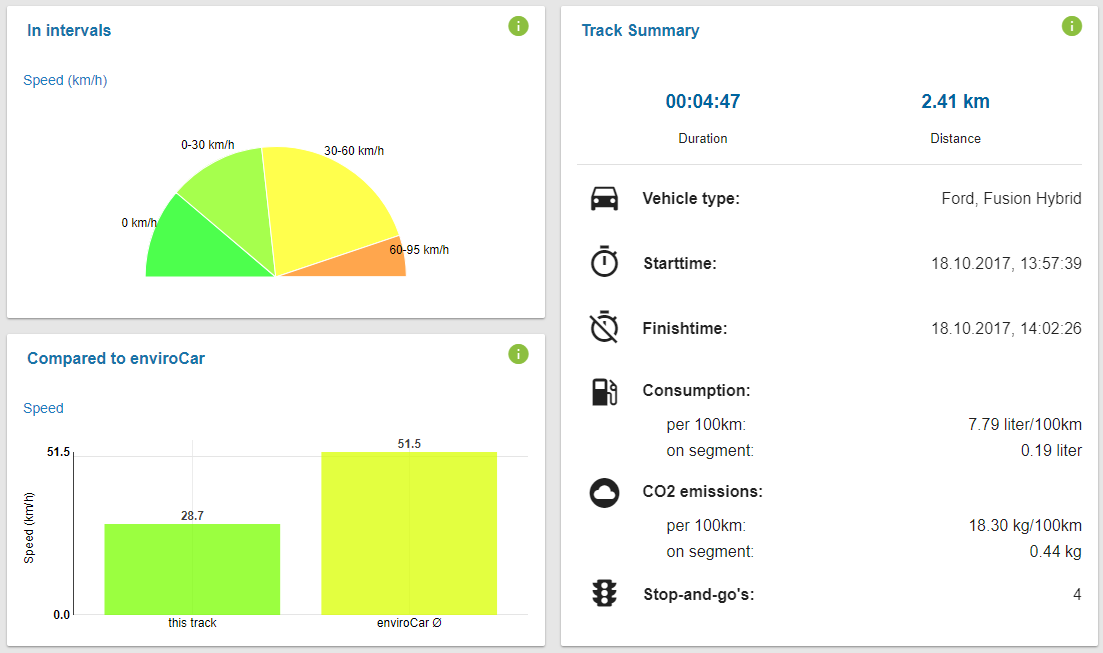 In intervals
Speed (km/h)
0-30 km/h
30-60 km/h
0 km/h
60-95 km/h
Compared to enviroCar
Speed
51.5
51.5
28.7
Speed (km/h)
0.0
this track
enviroCar Ø
Track Summary
00:04:47
2.41 km
Duration
Distance
Vehicle type:
Ford, Fusion Hybrid
Starttime:
18.10.2017, 13:57:39
Finishtime:
18.10.2017, 14:02:26
Consumption:
per 100km:
7.79 liter/100km
on segment:
0.19 liter
CO2 emissions:
per 100km:
18.30 kg/100km
on segment:
0.44 kg
Stop-and-go's:
4